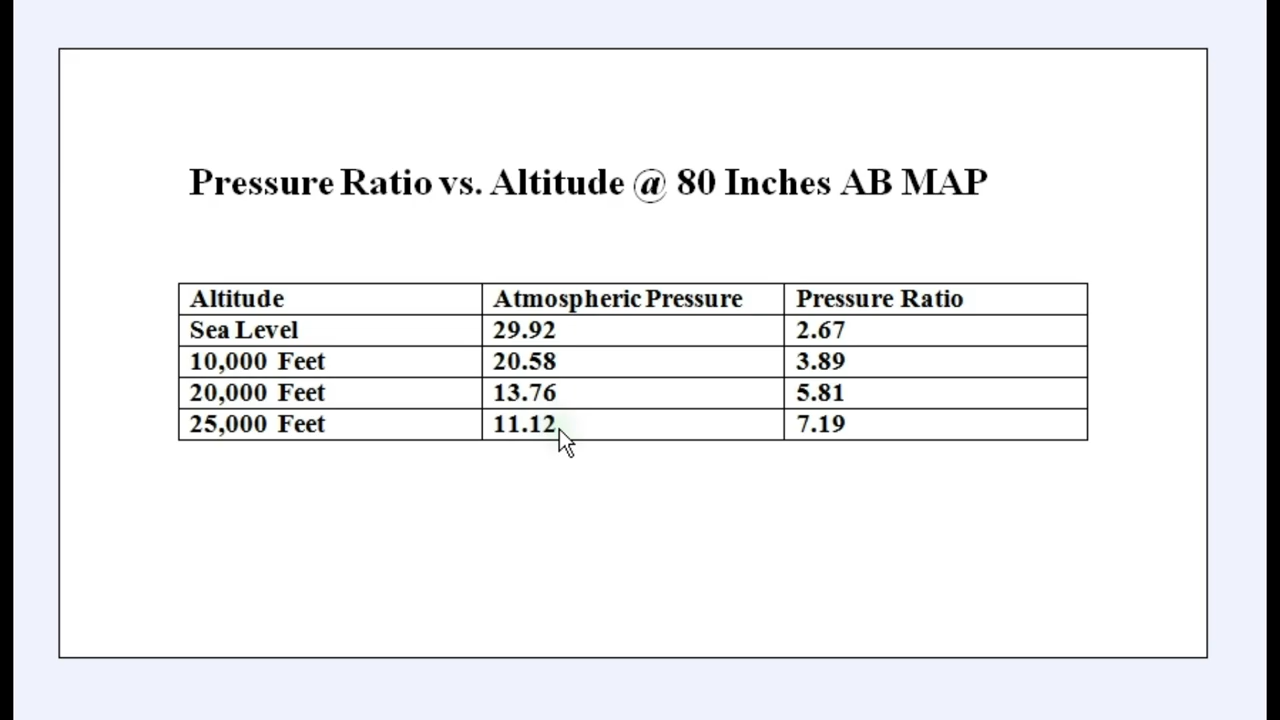 Pressure Ratio vs. Altitude @ 80 Inches AB MAP
Altitude Atmospheric Pressure Pressure Ratio
Sea Level 29.92 2.67
10,000 Feet 20.58 3.89
20,000 Feet 13.76 5.81
25,000 Feet 11.12 7.19